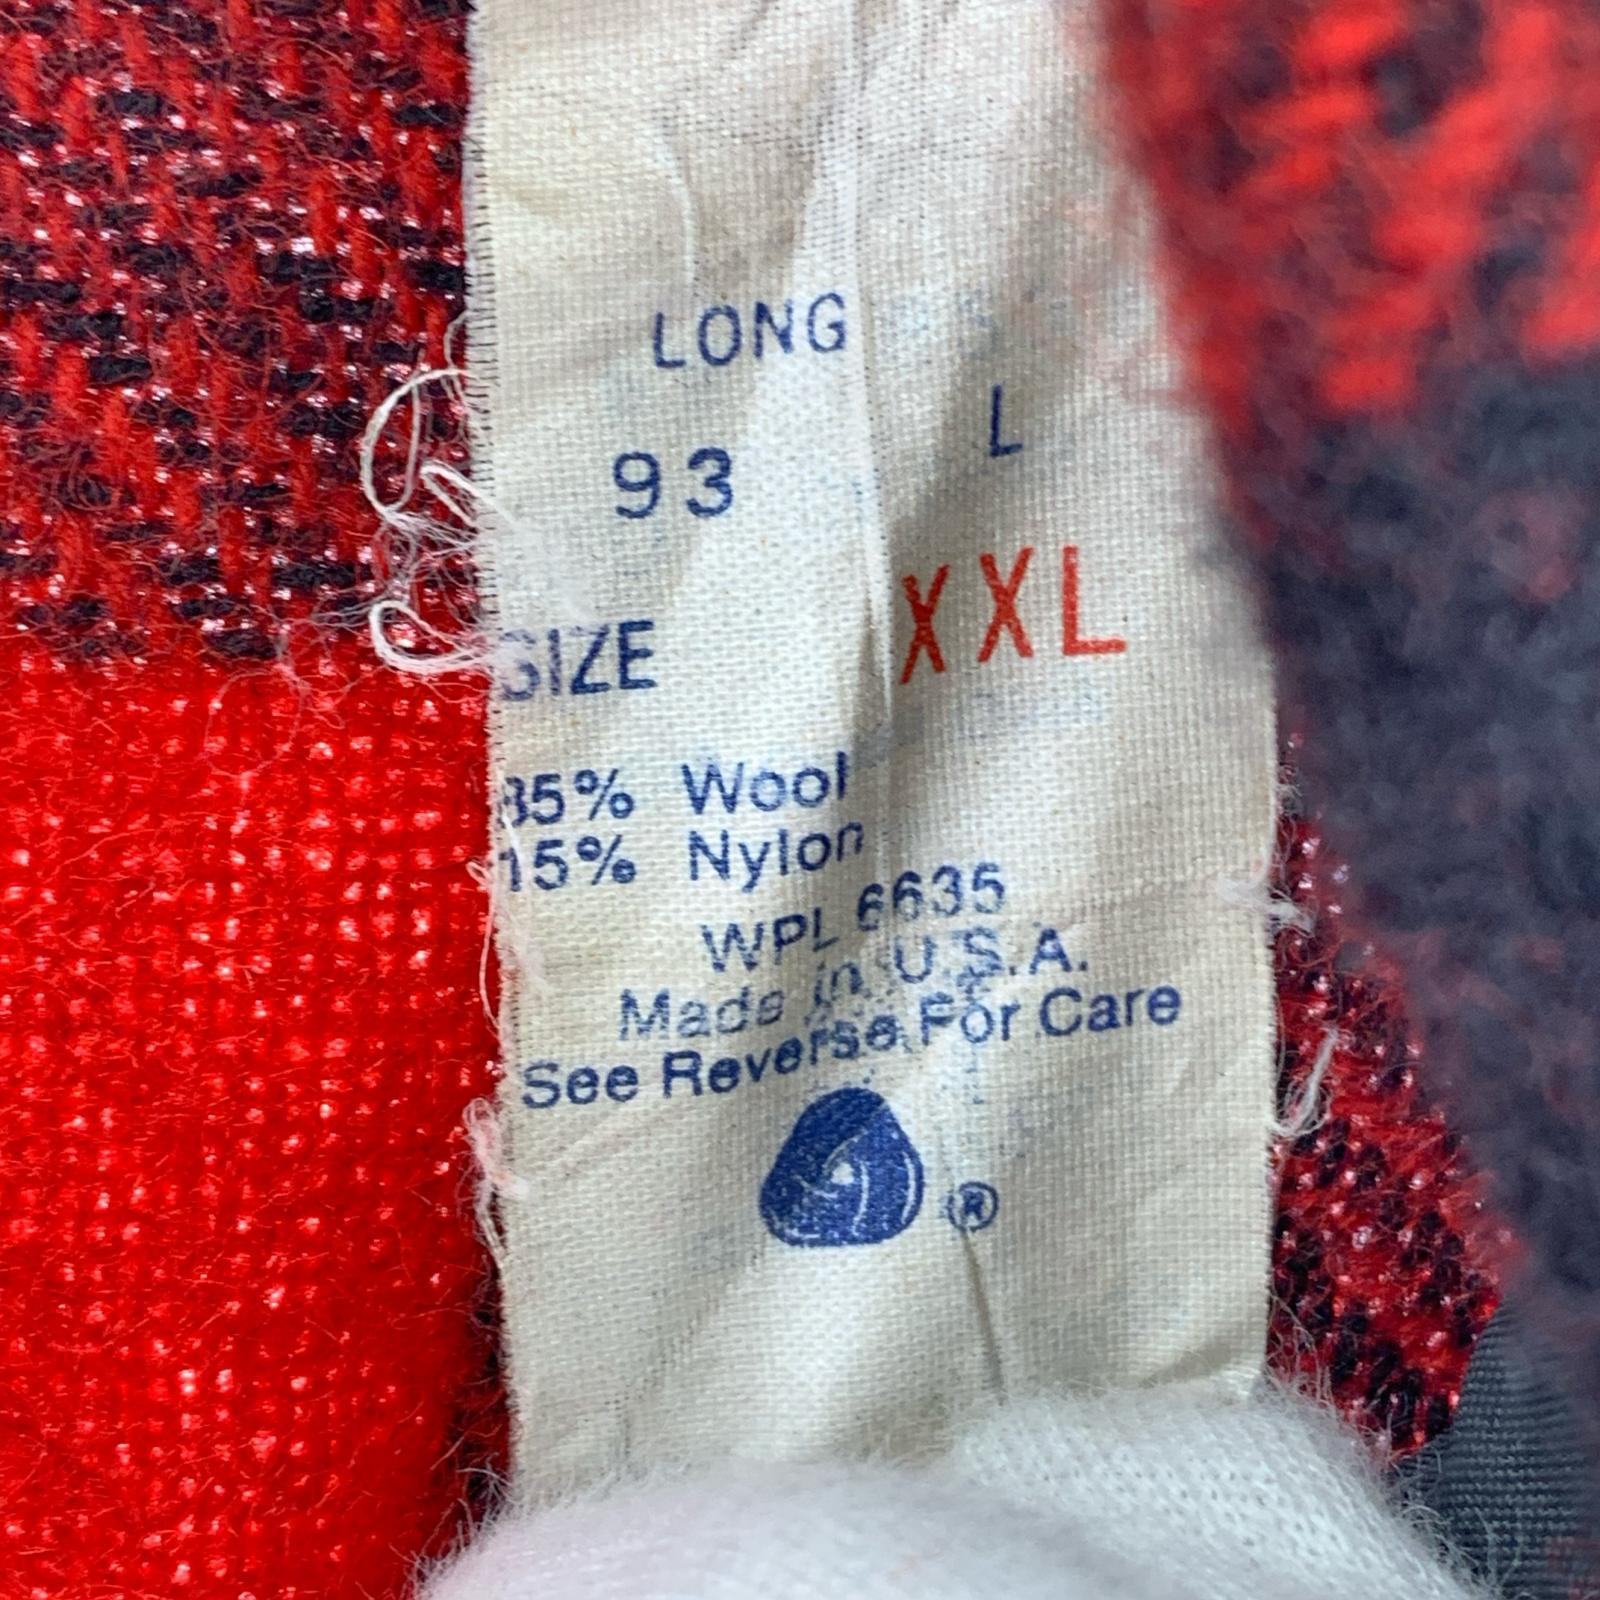 LONG
93 L
SIZE XXL
85% Wool
15% Nylon
WPL 6635
Made in U.S.A.
See Reverse For Care
®